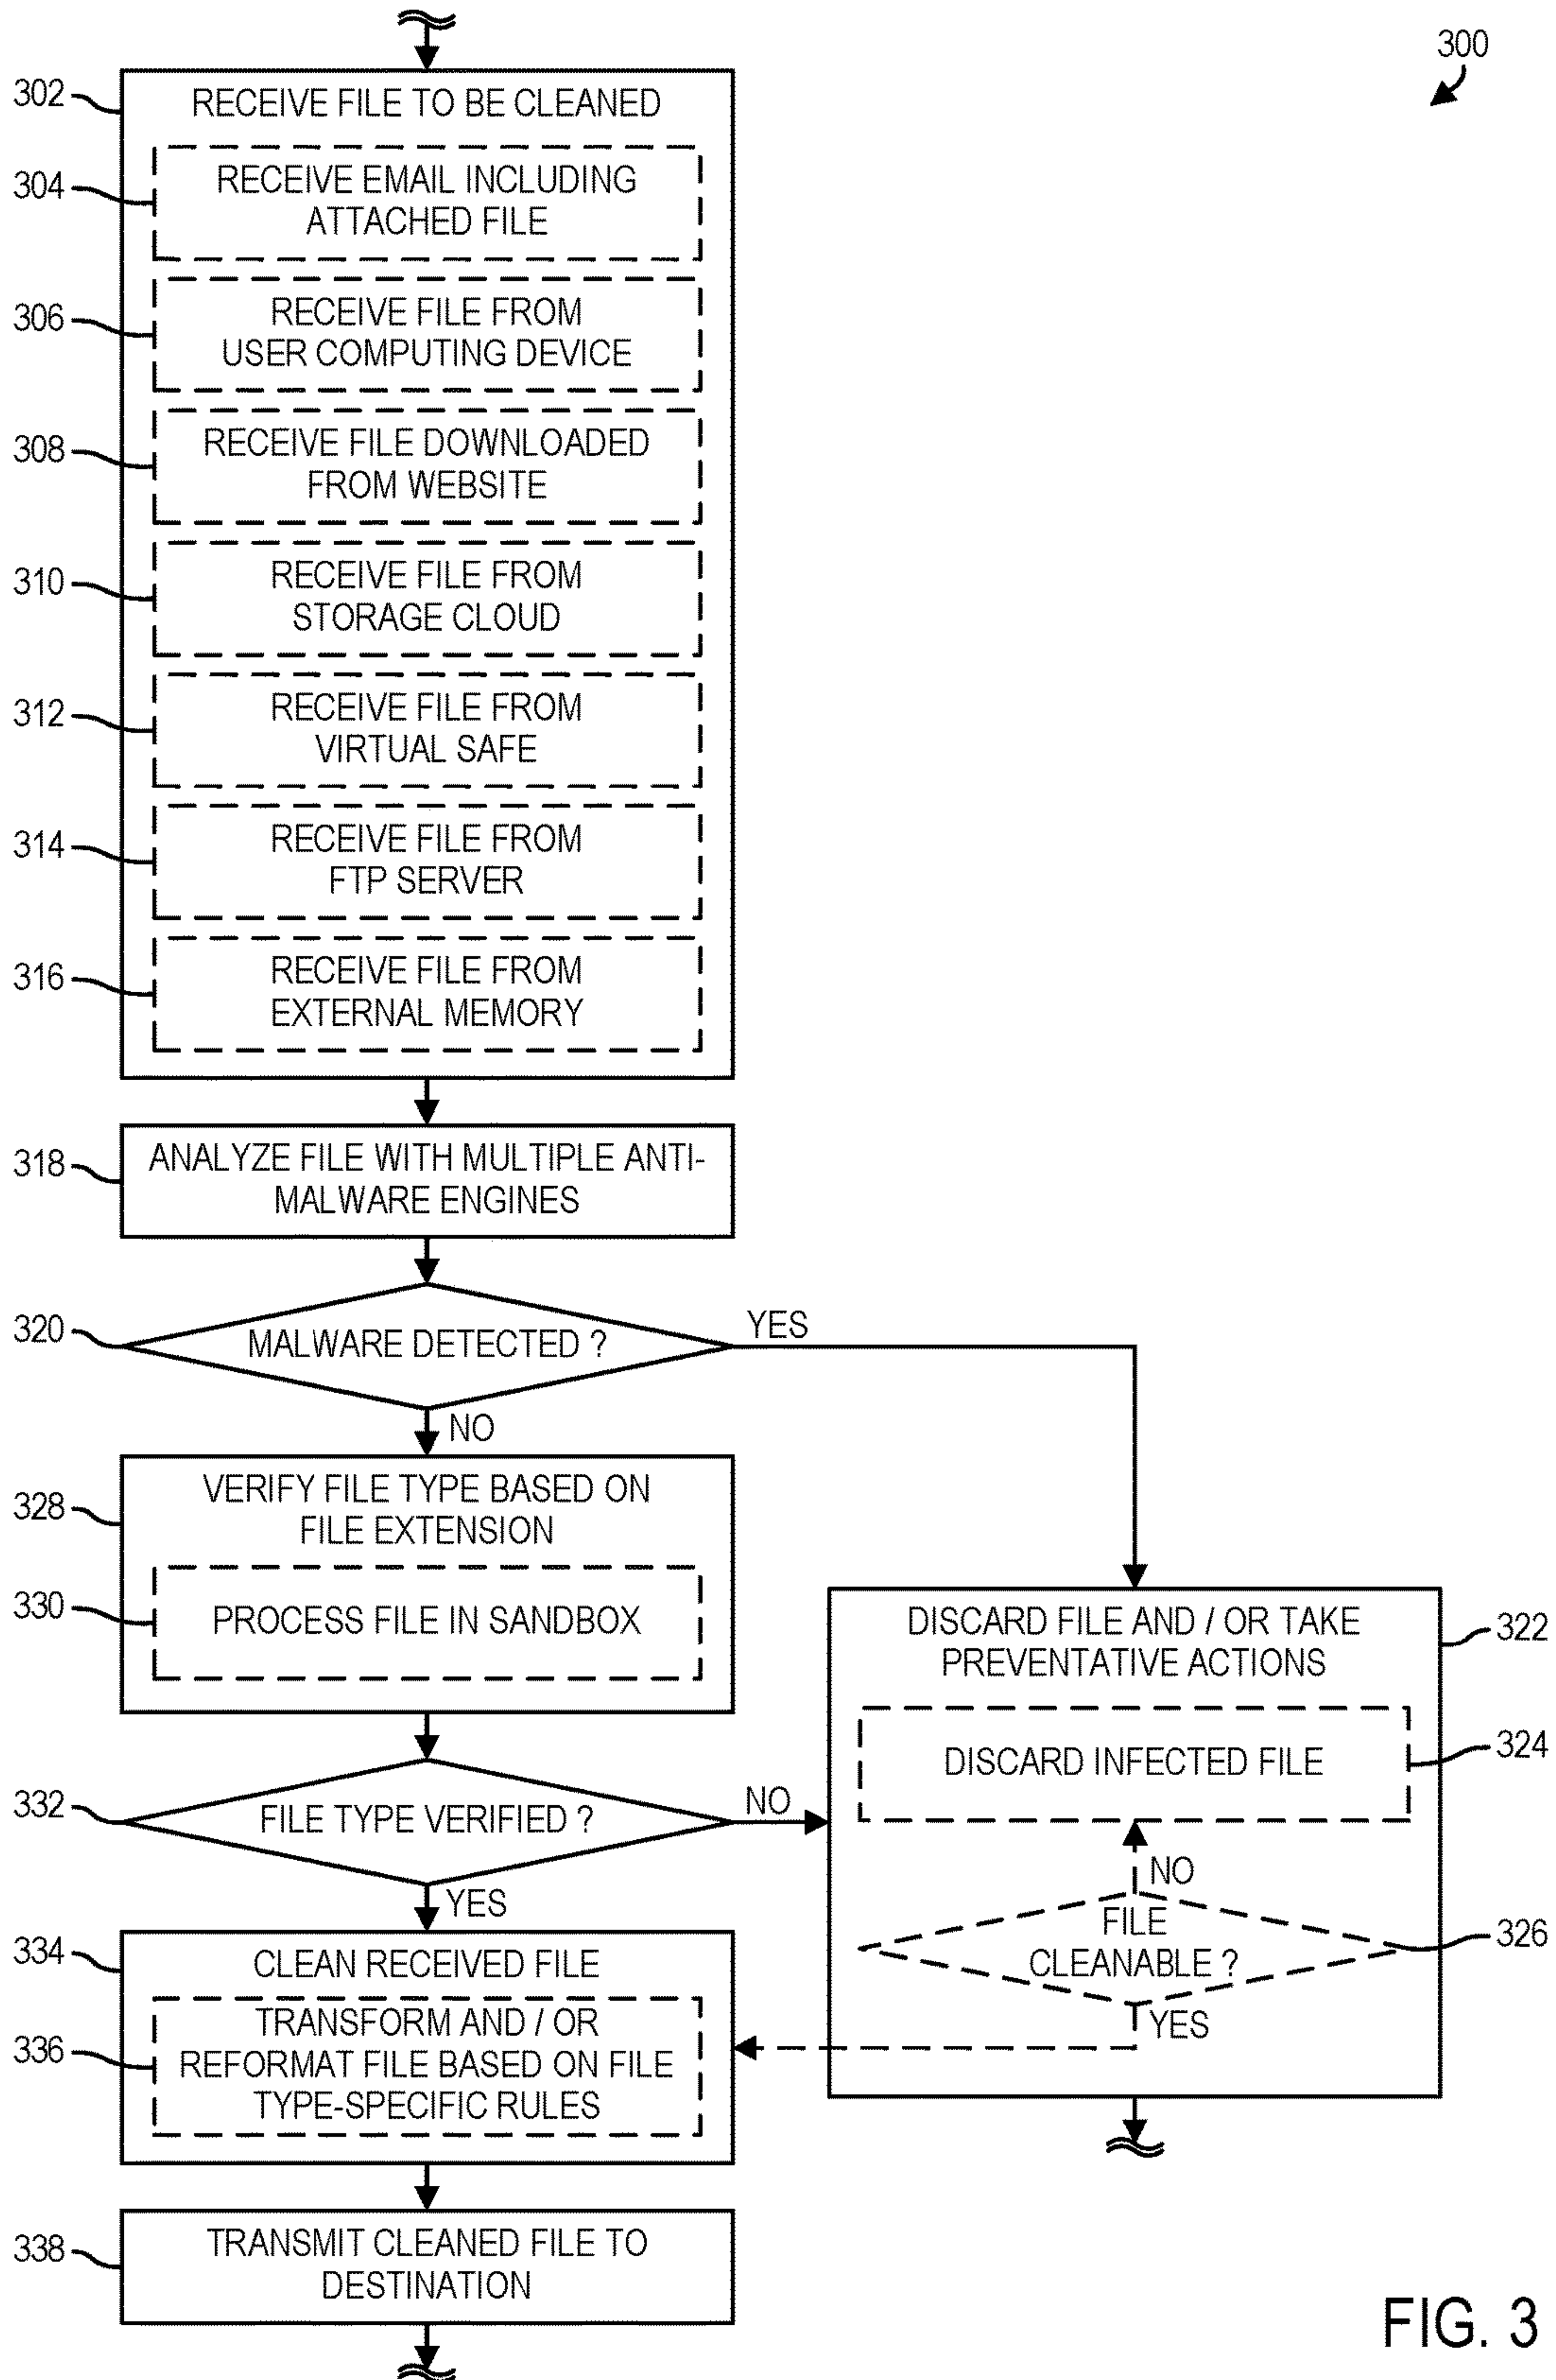 300
302
RECEIVE FILE TO BE CLEANED
304
RECEIVE EMAIL INCLUDING
ATTACHED FILE
306
RECEIVE FILE FROM
USER COMPUTING DEVICE
308
RECEIVE FILE DOWNLOADED
FROM WEBSITE
310
RECEIVE FILE FROM
STORAGE CLOUD
312
RECEIVE FILE FROM
VIRTUAL SAFE
314
RECEIVE FILE FROM
FTP SERVER
316
RECEIVE FILE FROM
EXTERNAL MEMORY
318
ANALYZE FILE WITH MULTIPLE ANTI-
MALWARE ENGINES
320
MALWARE DETECTED ?
YES
NO
328
VERIFY FILE TYPE BASED ON
FILE EXTENSION
330
PROCESS FILE IN SANDBOX
332
FILE TYPE VERIFIED ?
NO
YES
322
DISCARD FILE AND / OR TAKE
PREVENTATIVE ACTIONS
324
DISCARD INFECTED FILE
NO
326
FILE
CLEANABLE ?
YES
334
CLEAN RECEIVED FILE
336
TRANSFORM AND / OR
REFORMAT FILE BASED ON FILE
TYPE-SPECIFIC RULES
338
TRANSMIT CLEANED FILE TO
DESTINATION
FIG. 3